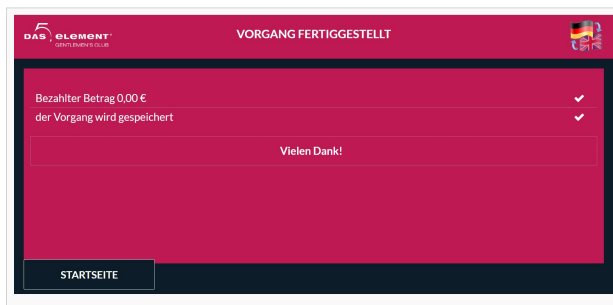 DAS 5. ELEMENT
GENTLEMEN'S CLUB
VORGANG FERTIGGESTELLT
Bezahlter Betrag 0,00 €
der Vorgang wird gespeichert
Vielen Dank!
STARTSEITE